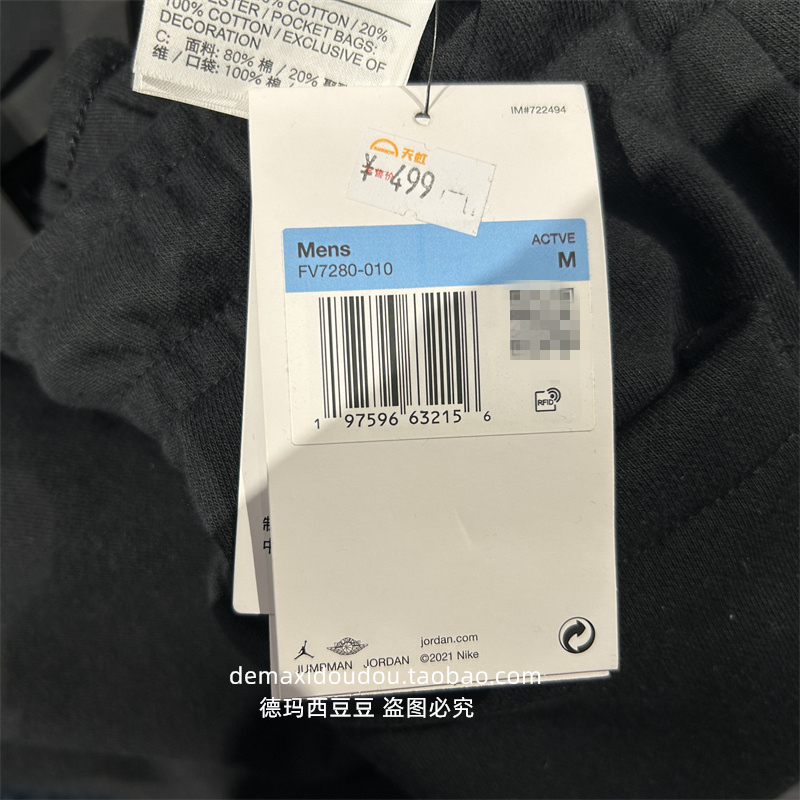 COTTON / 20%
POCKET BAGS:
100% COTTON / EXCLUSIVE OF
DECORATION
C: 面料: 80% 棉 / 20%
维 / 口袋: 100% 棉
IM#722494
天虹
¥ 499
Mens
ACTVE
FV7280-010
M
RFID
1 97596 63215 6
jordan.com
JUMPMAN JORDAN ©2021 Nike
demaxidoudou.taobao.com
德玛西豆豆 盗图必究